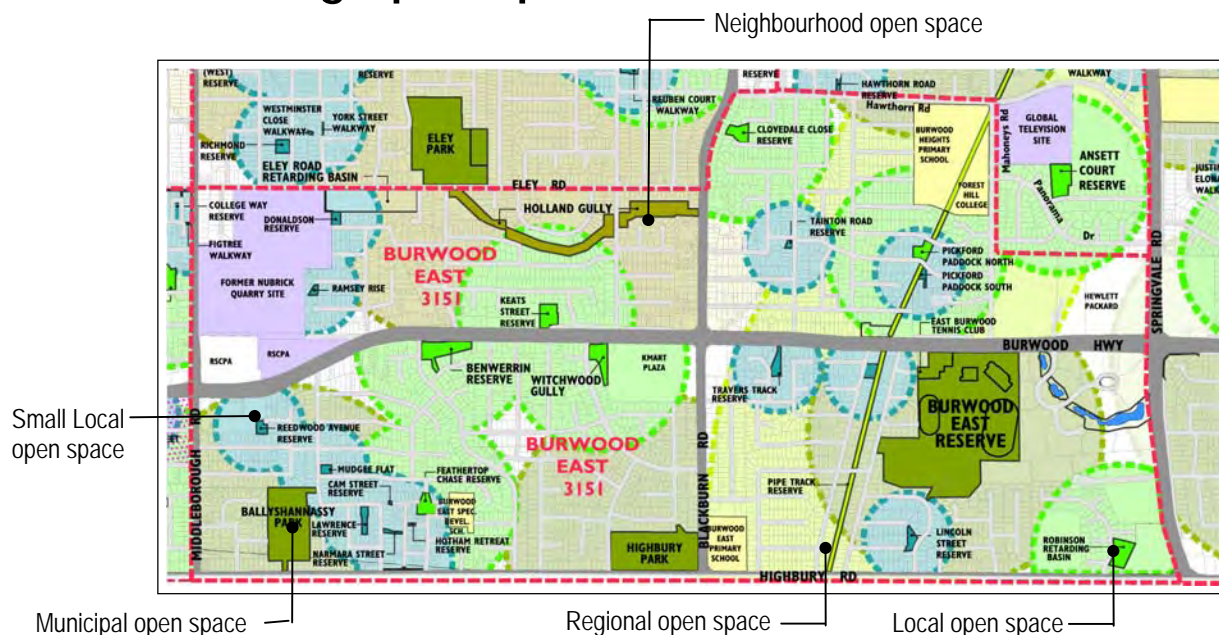 Neighbourhood open space
(WEST)
RESERVE
RESERVE
WESTMINSTER
CLOSE
WALKWAY
YORK STREET
WALKWAY
RICHMOND
RESERVE
ELEY ROAD
RETARDING BASIN
ELEY
PARK
REUBEN COURT
WALKWAY
RESERVE
HAWTHORN ROAD
RESERVE
Hawthorn Rd
WALKWAY
CLOVEDALE CLOSE
RESERVE
BURWOOD
HEIGHTS
PRIMARY
SCHOOL
Mahoneys Rd
GLOBAL
TELEVISION
SITE
ANSETT
COURT
RESERVE
Panorama
Dr
FOREST
HILL
COLLEGE
ELEY RD
COLLEGE WAY
RESERVE
DONALDSON
RESERVE
HOLLAND GULLY
FIGTREE
WALKWAY
TAINTON ROAD
RESERVE
BURWOOD
EAST
3151
PICKFORD
PADDOCK NORTH
PICKFORD
PADDOCK SOUTH
FORMER NUBRICK
QUARRY SITE
RAMSEY RISE
KEATS
STREET
RESERVE
HEWLETT
PACKARD
SPRINGVALE RD
EAST BURWOOD
TENNIS CLUB
BURWOOD HWY
RSCPA
RSCPA
BENWERRIN
RESERVE
WITCHWOOD
GULLY
KMART
PLAZA
TRAVERS TRACK
RESERVE
BURWOOD
EAST
RESERVE
Small Local
open space
MIDDLEBOROUGH RD
REEDWOOD AVENUE
RESERVE
BURWOOD
EAST
3151
BLACKBURN RD
MUDGEE FLAT
FEATHERTOP
CHASE RESERVE
CAM STREET
RESERVE
BURWOOD
EAST SPEC.
DEVEL.
SCH.
PIPE TRACK
RESERVE
BALLYSHANNASSY
PARK
LAWRENCE
RESERVE
HOTHAM RETREAT
RESERVE
NARMARA STREET
HIGHBURY
PARK
BURWOOD
EAST
PRIMARY
SCHOOL
LINCOLN
STREET
RESERVE
ROBINSON
RETARDING
BASIN
HIGHBURY RD
Municipal open space
Regional open space
Local open space